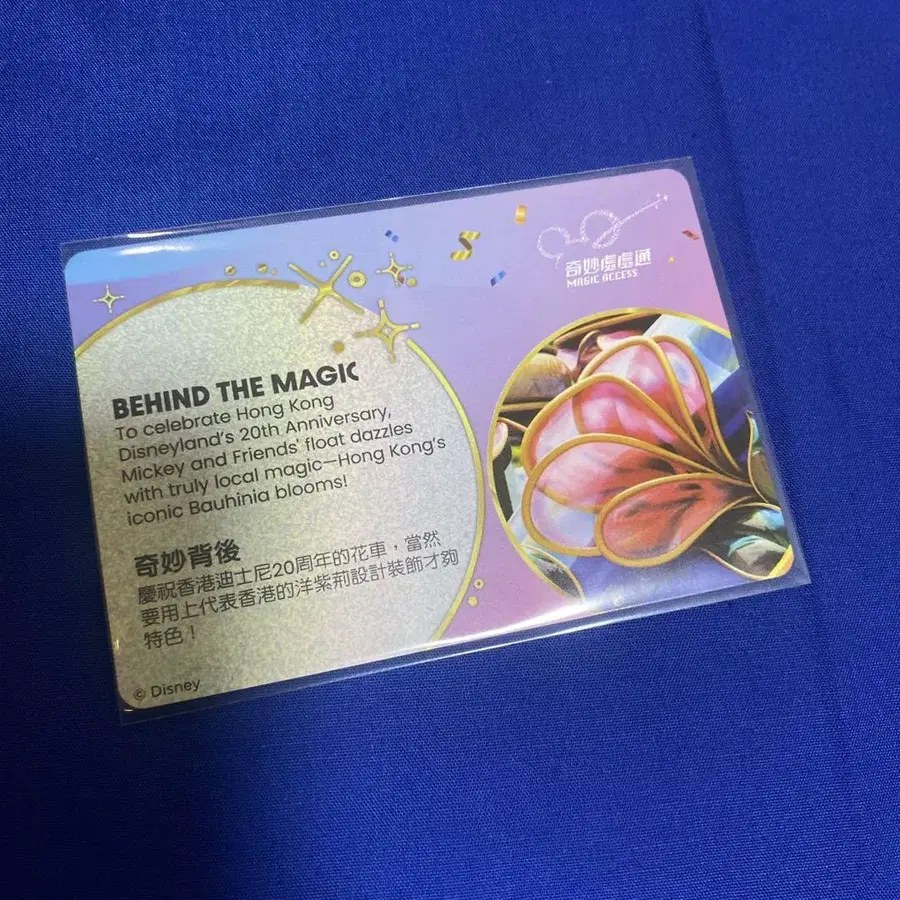 奇妙處處通
MAGIC ACCESS
BEHIND THE MAGIC
To celebrate Hong Kong
Disneyland's 20th Anniversary,
Mickey and Friends' float dazzles
with truly local magic—Hong Kong's
iconic Bauhinia blooms!
奇妙背後
慶祝香港迪士尼20周年的花車，當然
要用上代表香港的洋紫荊設計裝飾才夠
特色！
© Disney